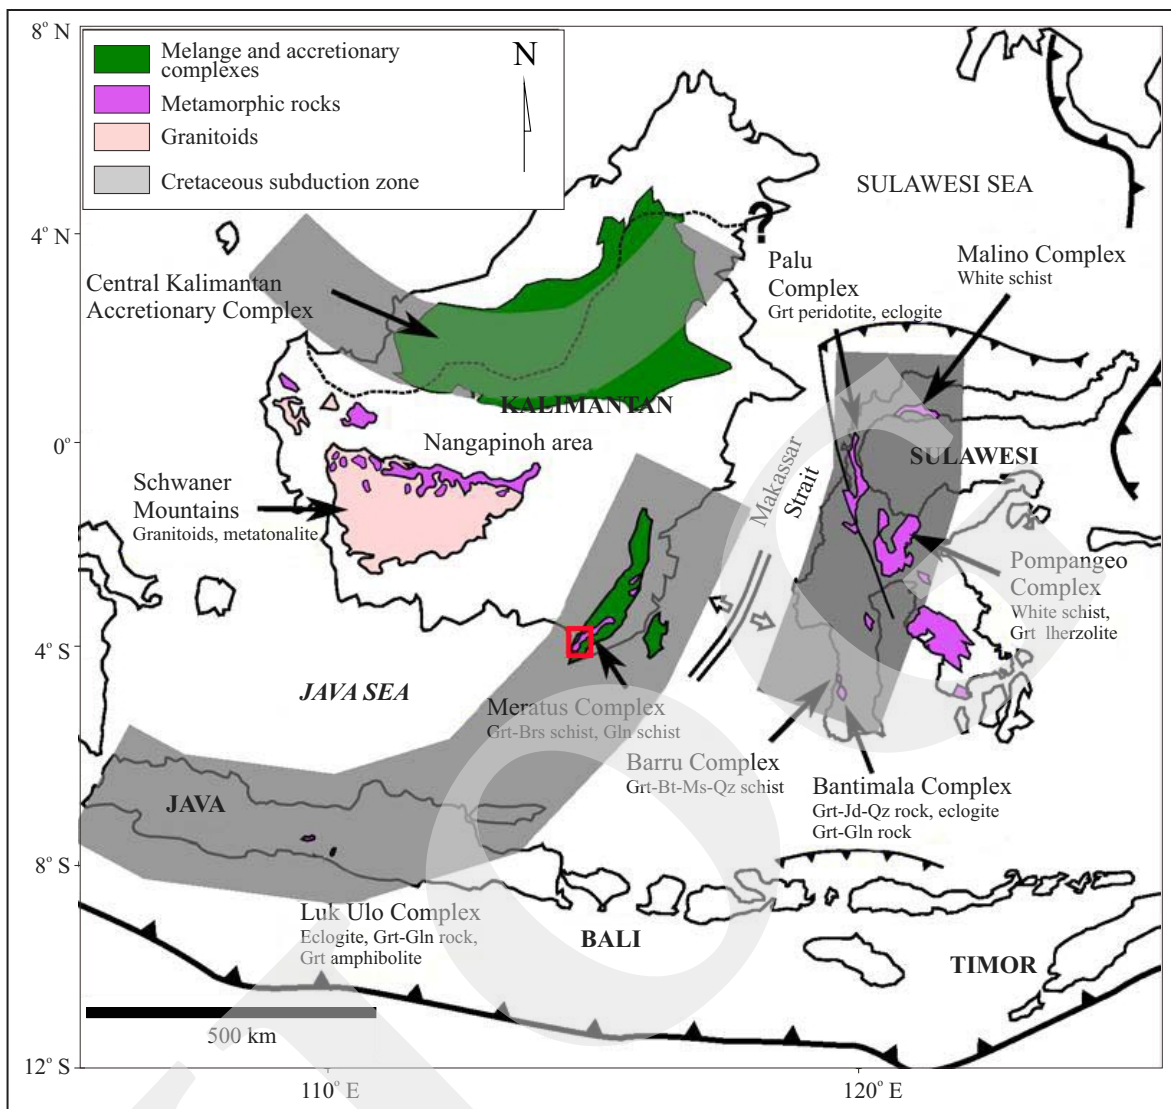 8° N
4° N
0°
4° S
8° S
12° S
110° E
120° E
Melange and accretionary
complexes
Metamorphic rocks
Granitoids
Cretaceous subduction zone
N
SULAWESI SEA
?
Malino Complex
White schist
Palu
Complex
Grt peridotite, eclogite
Central Kalimantan
Accretionary Complex
KALIMANTAN
Nangapinoh area
Schwaner
Mountains
Granitoids, metatonalite
Makassar
Strait
SULAWESI
Pompangeo
Complex
White schist,
Grt lherzolite
JAVA SEA
Meratus Complex
Grt-Brs schist, Gln schist
Barru Complex
Grt-Bt-Ms-Qz schist
Bantimala Complex
Grt-Jd-Qz rock, eclogite
Grt-Gln rock
JAVA
Luk Ulo Complex
Eclogite, Grt-Gln rock,
Grt amphibolite
BALI
TIMOR
500 km